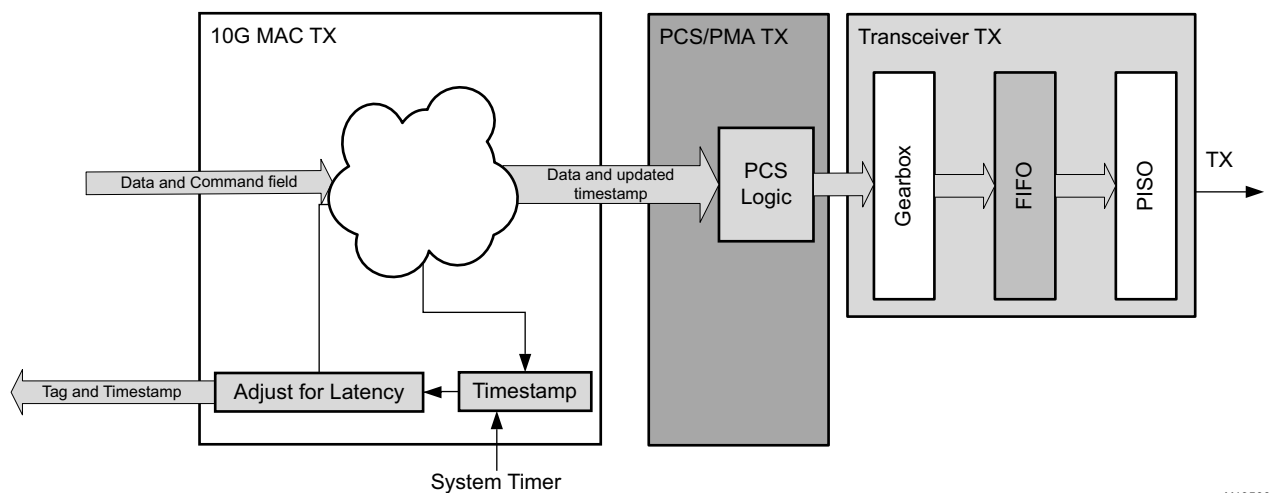 10G MAC TX
PCS/PMA TX
Transceiver TX
Data and Command field
Data and updated
timestamp
PCS
Logic
Gearbox
FIFO
PISO
TX
Tag and Timestamp
Adjust for Latency
Timestamp
System Timer